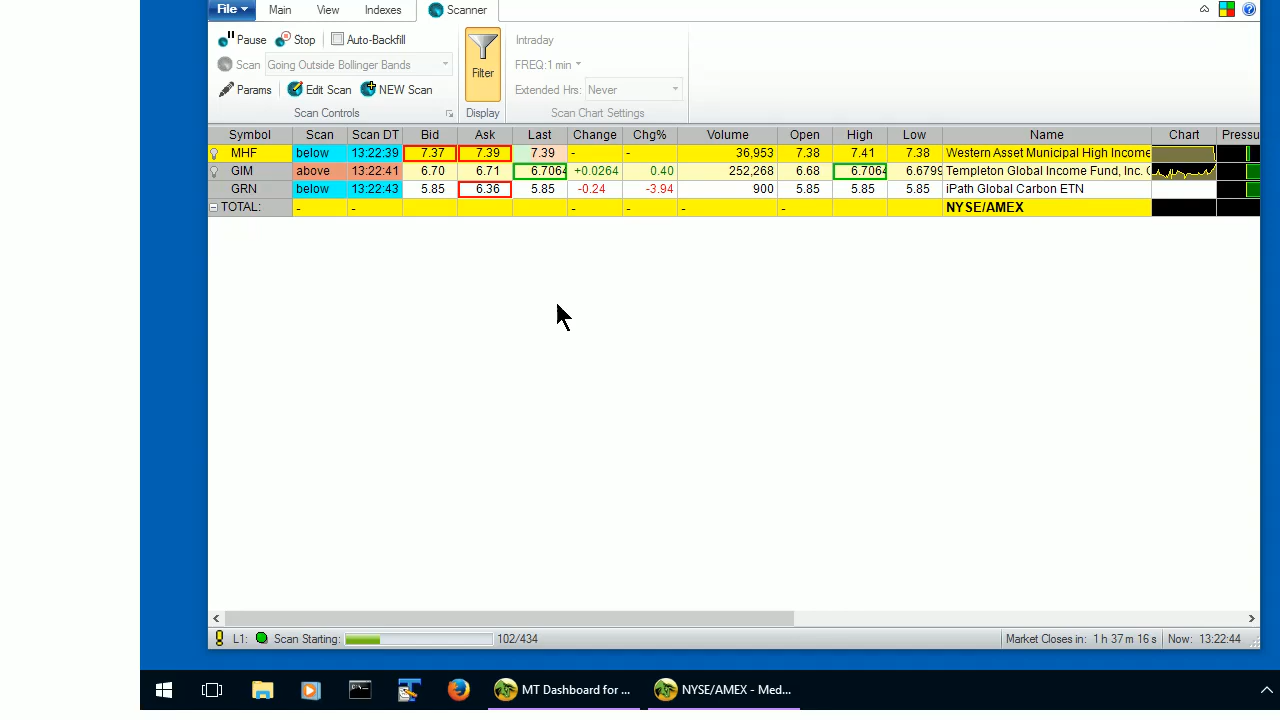 File Main View Indexes Scanner
Pause Stop Auto-Backfill Intraday
Scan Going Outside Bollinger Bands Filter FREQ:1 min
Params Edit Scan NEW Scan Extended Hrs: Never
Scan Controls Display Scan Chart Settings
Symbol Scan Scan DT Bid Ask Last Change Chg% Volume Open High Low Name Chart Pressu
MHF below 13:22:39 7.37 7.39 7.39 - - 36,953 7.38 7.41 7.38 Western Asset Municipal High Income
GIM above 13:22:41 6.70 6.71 6.7064 +0.0264 0.40 252,268 6.68 6.7064 6.6799 Templeton Global Income Fund, Inc.
GRN below 13:22:43 5.85 6.36 5.85 -0.24 -3.94 900 5.85 5.85 5.85 iPath Global Carbon ETN
TOTAL: - - - - - - NYSE/AMEX
L1: Scan Starting: 102/434 Market Closes in: 1 h 37 m 16 s Now: 13:22:44
MT Dashboard for ... NYSE/AMEX - Med...